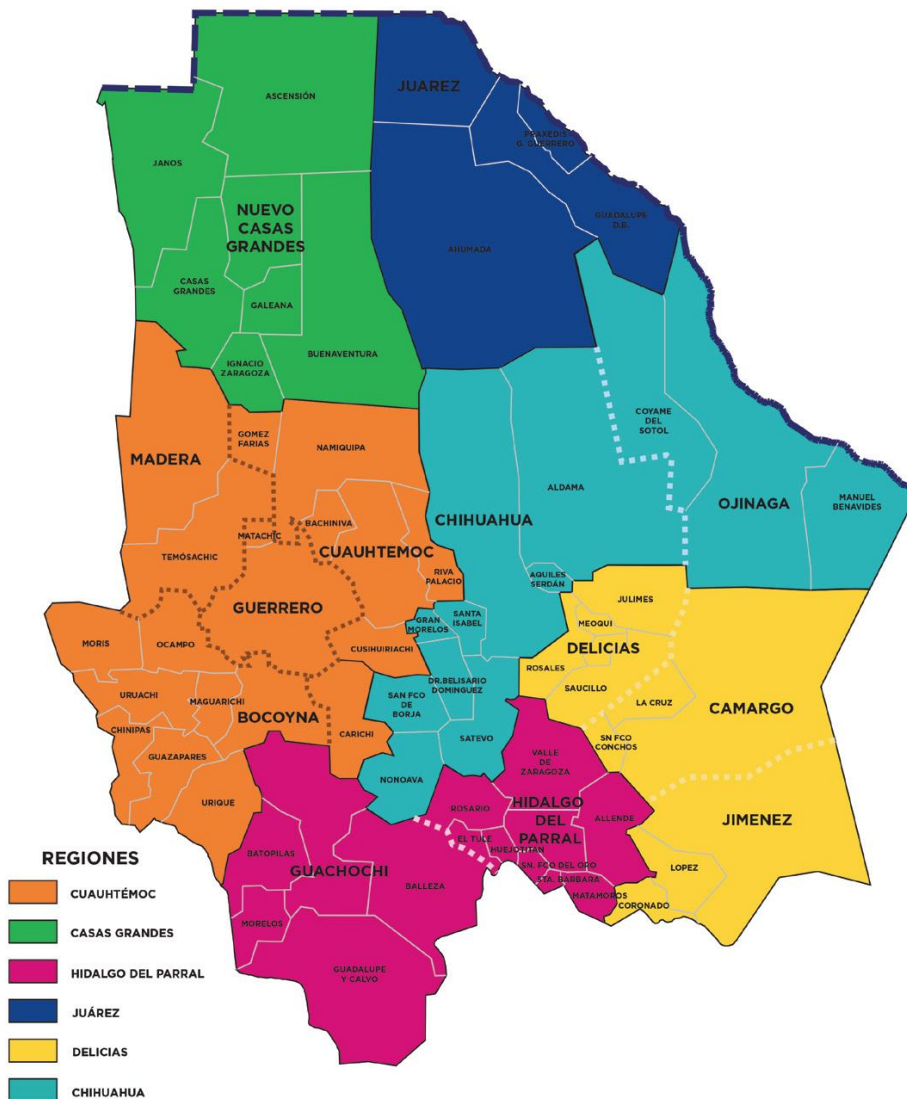 ASCENSIÓN
JUAREZ
PRAXEDIS
G. GUERRERO
JANOS
NUEVO
CASAS
GRANDES
GUADALUPE
D.B.
AHUMADA
CASAS
GRANDES
GALEANA
IGNACIO
ZARAGOZA
BUENAVENTURA
COYAME
DEL
SOTOL
GOMEZ
FARIAS
NAMIQUIPA
MADERA
ALDAMA
OJINAGA
MANUEL
BENAVIDES
CHIHUAHUA
BACHINIVA
MATACHIC
CUAUHTEMOC
TEMÓSACHIC
RIVA
PALACIO
AQUILES
SERDÁN
JULIMES
GUERRERO
GRAN
MORELOS
SANTA
ISABEL
MEOQUI
MORIS
OCAMPO
CUSIHUIRIACHI
DELICIAS
ROSALES
DR.BELISARIO
DOMINGUEZ
SAUCILLO
URUACHI
MAGUARICHI
SAN FCO
DE
BORJA
LA CRUZ
CAMARGO
BOCOYNA
CHINIPAS
CARICHI
SATEVO
SN FCO
CONCHOS
GUAZAPARES
VALLE
DE
ZARAGOZA
NONOAVA
URIQUE
ROSARIO
HIDALGO
DEL
PARRAL
ALLENDE
JIMENEZ
EL TULE
HUEJOTITAN
BATOPILAS
GUACHOCHI
BALLEZA
SN. FCO DEL ORO
STA. BARBARA
LOPEZ
MATAMOROS
CORONADO
MORELOS
GUADALUPE
Y CALVO
REGIONES
CUAUHTÉMOC
CASAS GRANDES
HIDALGO DEL PARRAL
JUÁREZ
DELICIAS
CHIHUAHUA